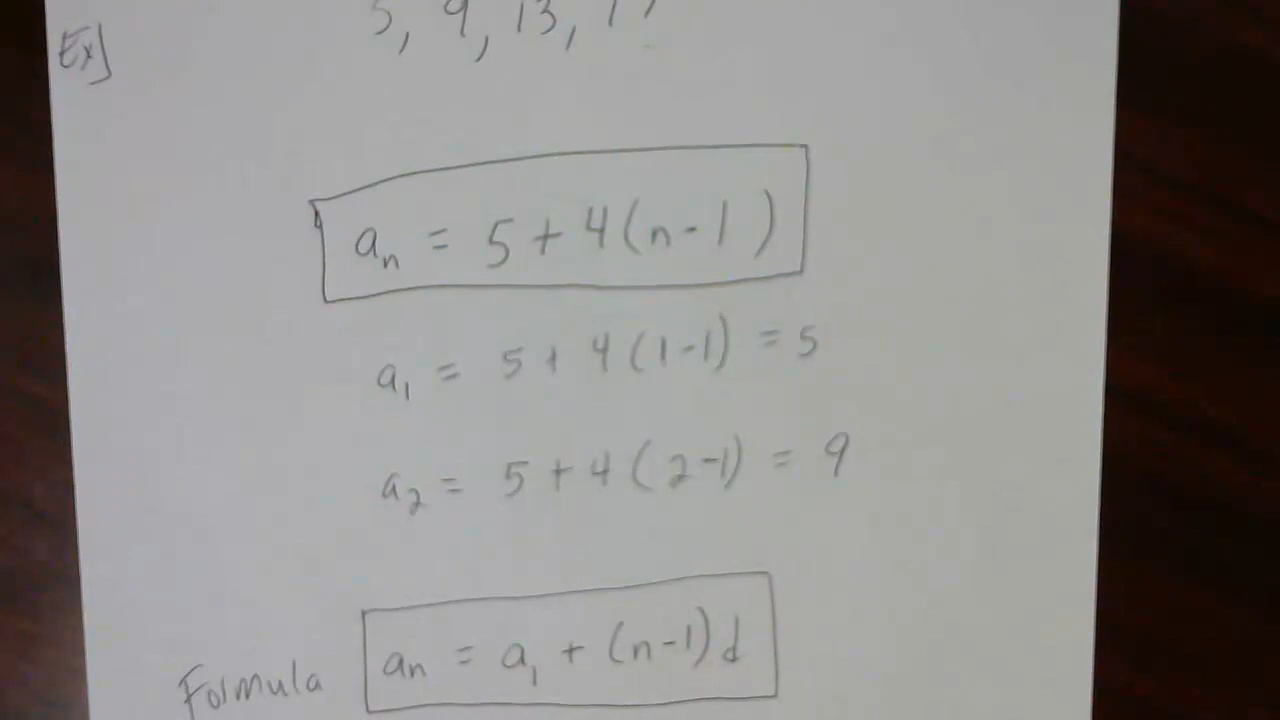 Ex] 5, 9, 13, 17
aₙ = 5 + 4(n-1)
a₁ = 5 + 4(1-1) = 5
a₂ = 5 + 4(2-1) = 9
Formula aₙ = a₁ + (n-1)d